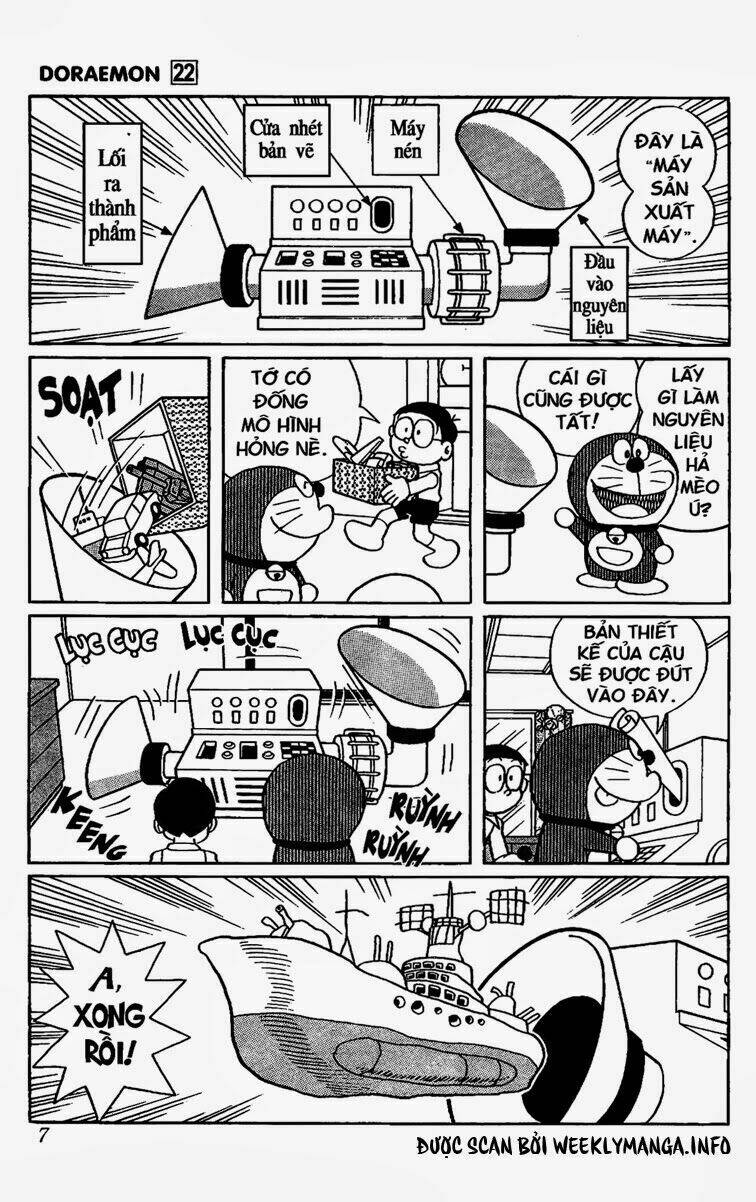 DORAEMON 22
ĐÂY LÀ
"MÁY
SẢN
XUẤT
MÁY".
Đầu
vào
nguyên
liệu
Máy
nén
Cửa nhét
bản vẽ
Lối
ra
thành
phẩm
LẤY
GÌ LÀM
NGUYÊN
LIỆU
HẢ
MÈO
Ú?
CÁI GÌ
CŨNG ĐƯỢC
TẤT!
TỚ CÓ
ĐỐNG
MÔ HÌNH
HỎNG NÈ.
SOẠT
BẢN THIẾT
KẾ CỦA CẬU
SẼ ĐƯỢC ĐÚT
VÀO ĐÂY.
LỤC CỤC
LỤC CỤC
RUỲNH
RUỲNH
KEENG
A,
XONG
RỒI!
7
ĐƯỢC SCAN BỞI WEEKLYMANGA.INFO